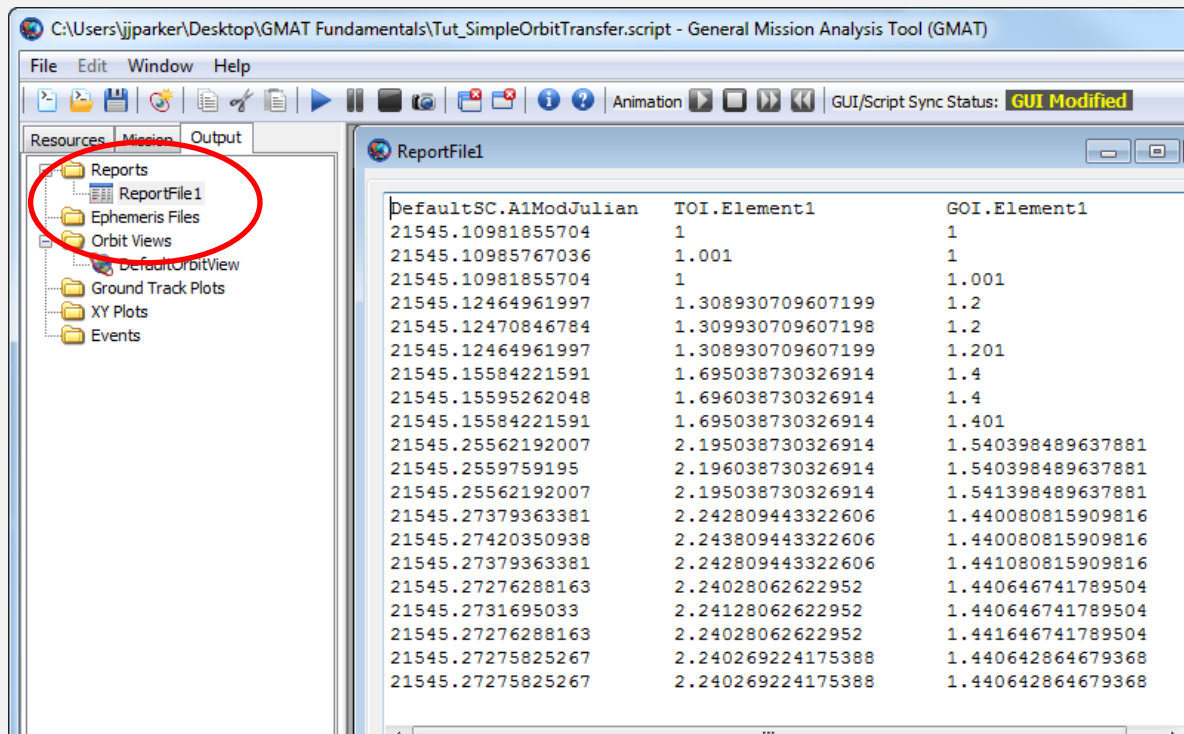 C:\Users\jjparker\Desktop\GMAT Fundamentals\Tut_SimpleOrbitTransfer.script - General Mission Analysis Tool (GMAT)
File Edit Window Help
Animation GUI/Script Sync Status: GUI Modified
Resources Mission Output
Reports
ReportFile1
Ephemeris Files
Orbit Views
DefaultOrbitView
Ground Track Plots
XY Plots
Events
ReportFile1
DefaultSC.A1ModJulian TOI.Element1 GOI.Element1
21545.10981855704 1 1
21545.10985767036 1.001 1
21545.10981855704 1 1.001
21545.12464961997 1.308930709607199 1.2
21545.12470846784 1.309930709607198 1.2
21545.12464961997 1.308930709607199 1.201
21545.15584221591 1.695038730326914 1.4
21545.15595262048 1.696038730326914 1.4
21545.15584221591 1.695038730326914 1.401
21545.25562192007 2.195038730326914 1.540398489637881
21545.2559759195 2.196038730326914 1.540398489637881
21545.25562192007 2.195038730326914 1.541398489637881
21545.27379363381 2.242809443322606 1.440080815909816
21545.27420350938 2.243809443322606 1.440080815909816
21545.27379363381 2.242809443322606 1.441080815909816
21545.27276288163 2.24028062622952 1.440646741789504
21545.2731695033 2.24128062622952 1.440646741789504
21545.27276288163 2.24028062622952 1.441646741789504
21545.27275825267 2.240269224175388 1.440642864679368
21545.27275825267 2.240269224175388 1.440642864679368